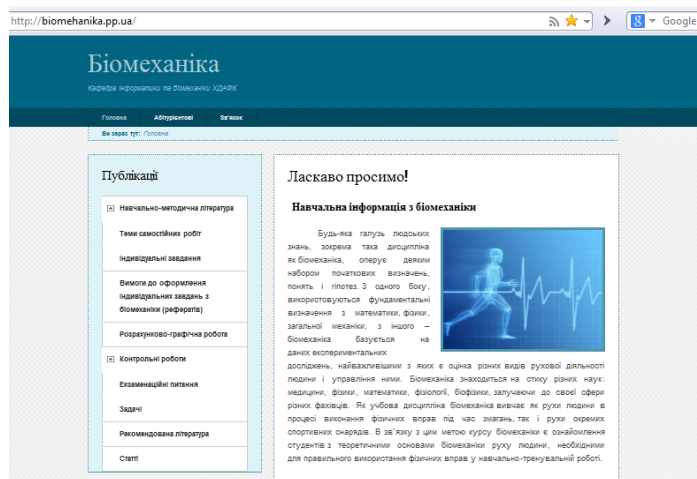 http://biomehanika.pp.ua/
Google
Біомеханіка
Кафедра інформатики та біомеханіки ХДАФК
Головна Абітурієнтові Зв'язок
Ви зараз тут: Головна
Публікації
Навчально-методична література
Теми самостійних робіт
Індивідуальні завдання
Вимоги до оформлення
індивідуальних завдань з
біомеханіки (рефератів)
Розрахунково-графічна робота
Контрольні роботи
Екзаменаційні питання
Задачі
Рекомендована література
Статті
Ласкаво просимо!
Навчальна інформація з біомеханіки
Будь-яка галузь людських
знань, зокрема така дисципліна
як біомеханіка, оперує деяким
набором початкових визначень,
понять і гіпотез. З одного боку,
використовуються фундаментальні
визначення з математики, фізики,
загальної механіки, з іншого –
біомеханіка базується на
даних експериментальних
досліджень, найважливішими з яких є оцінка різних видів рухової діяльності
людини і управління ними. Біомеханіка знаходиться на стику різних наук:
медицини, фізики, математики, фізіології, біофізики, залучаючи до своєї сфери
різних фахівців. Як учбова дисципліна біомеханіка вивчає як рухи людини в
процесі виконання фізичних вправ під час змагань, так і рухи окремих
спортивних снарядів. В зв'язку з цим метою курсу біомеханіки є ознайомлення
студентів з теоретичними основами біомеханіки руху людини, необхідними
для правильного використання фізичних вправ у навчально-тренувальній роботі.